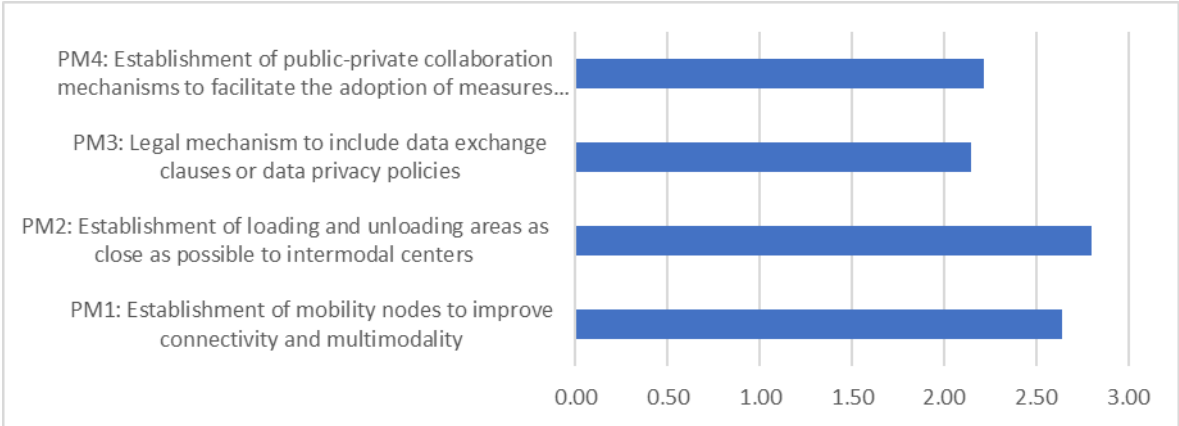 PM4: Establishment of public-private collaboration
mechanisms to facilitate the adoption of measures...
PM3: Legal mechanism to include data exchange
clauses or data privacy policies
PM2: Establishment of loading and unloading areas as
close as possible to intermodal centers
PM1: Establishment of mobility nodes to improve
connectivity and multimodality
0.00 0.50 1.00 1.50 2.00 2.50 3.00